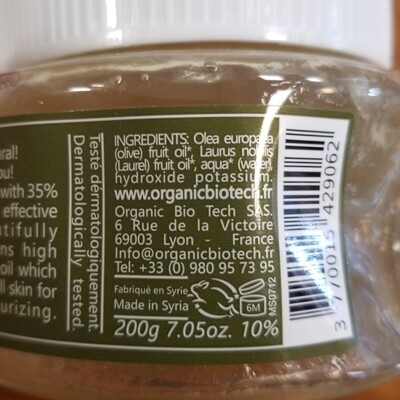 ral!
ou!
with 35%
effective
utifully
ns high
oil which
ll skin for
urizing.
Testé dermatologiquement.
Dermatologically tested.
INGREDIENTS: Olea europaea
(olive) fruit oil*, Laurus nobilis
(Laurel) fruit oil*, aqua* (water),
hydroxide potassium.
www.organicbiotech.fr
Organic Bio Tech SAS.
6 Rue de la Victoire
69003 Lyon - France
Info@organicbiotech.fr
Tel: +33 (0) 980 95 73 95
Fabriqué en Syrie
Made in Syria
6M
MS0712
200g 7.05oz. 10%
3 770015 429062